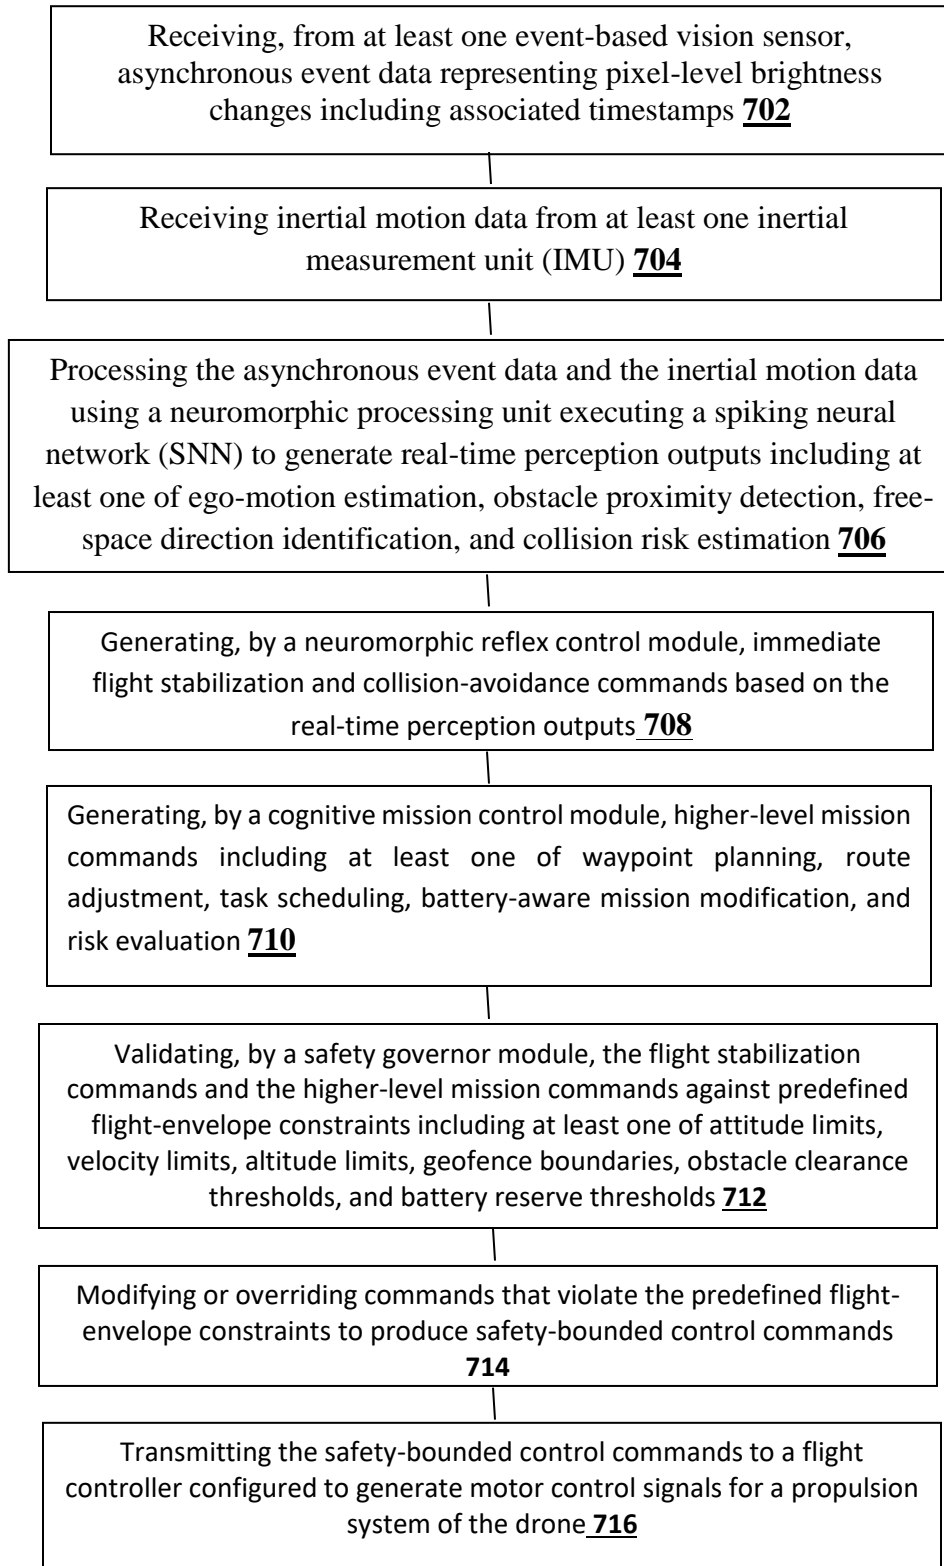 Receiving, from at least one event-based vision sensor,
asynchronous event data representing pixel-level brightness
changes including associated timestamps 702
Receiving inertial motion data from at least one inertial
measurement unit (IMU) 704
Processing the asynchronous event data and the inertial motion data
using a neuromorphic processing unit executing a spiking neural
network (SNN) to generate real-time perception outputs including at
least one of ego-motion estimation, obstacle proximity detection, free-
space direction identification, and collision risk estimation 706
Generating, by a neuromorphic reflex control module, immediate
flight stabilization and collision-avoidance commands based on the
real-time perception outputs 708
Generating, by a cognitive mission control module, higher-level mission
commands including at least one of waypoint planning, route
adjustment, task scheduling, battery-aware mission modification, and
risk evaluation 710
Validating, by a safety governor module, the flight stabilization
commands and the higher-level mission commands against predefined
flight-envelope constraints including at least one of attitude limits,
velocity limits, altitude limits, geofence boundaries, obstacle clearance
thresholds, and battery reserve thresholds 712
Modifying or overriding commands that violate the predefined flight-
envelope constraints to produce safety-bounded control commands
714
Transmitting the safety-bounded control commands to a flight
controller configured to generate motor control signals for a propulsion
system of the drone 716